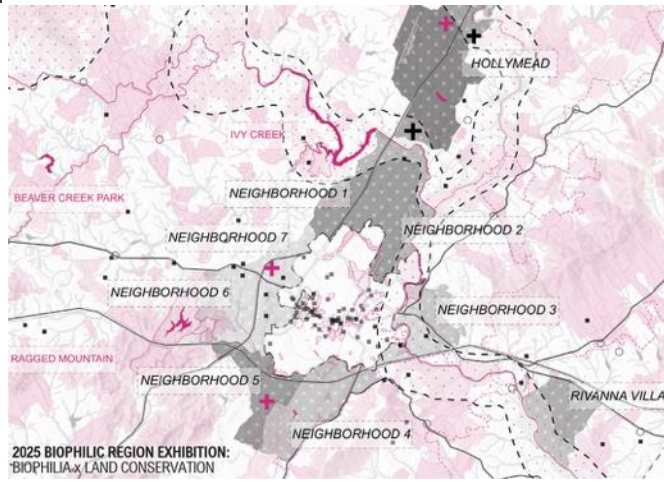 HOLLYMEAD
IVY CREEK
BEAVER CREEK PARK
NEIGHBORHOOD 1
NEIGHBORHOOD 7
NEIGHBORHOOD 2
NEIGHBORHOOD 6
NEIGHBORHOOD 3
RAGGED MOUNTAIN
NEIGHBORHOOD 5
RIVANNA VILLA
NEIGHBORHOOD 4
2025 BIOPHILIC REGION EXHIBITION:
BIOPHILIA x LAND CONSERVATION